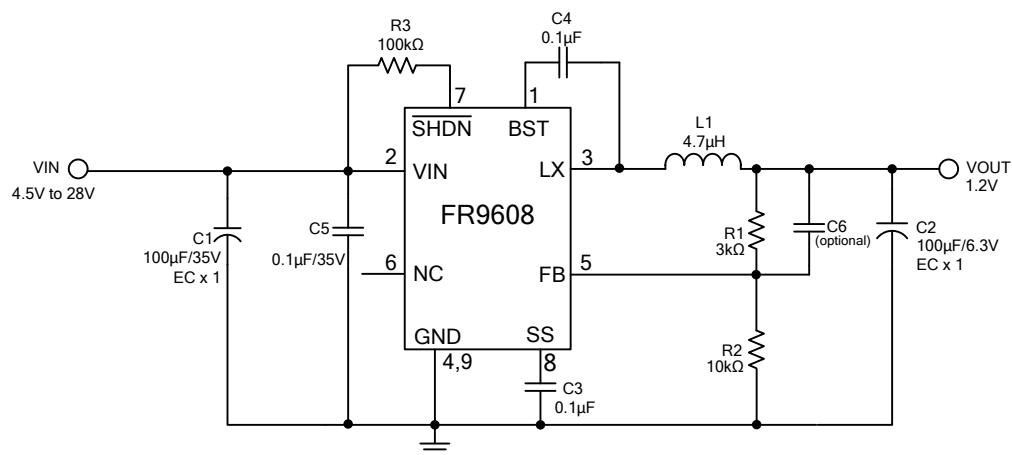 C4
0.1µF
R3
100kΩ
7
1
SHDN
BST
L1
4.7µH
VIN
4.5V to 28V
2
VIN
LX
3
VOUT
1.2V
FR9608
C1
100µF/35V
EC x 1
C5
0.1µF/35V
R1
3kΩ
C6
(optional)
C2
100µF/6.3V
EC x 1
6
NC
FB
5
GND
SS
4,9
8
R2
10kΩ
C3
0.1µF